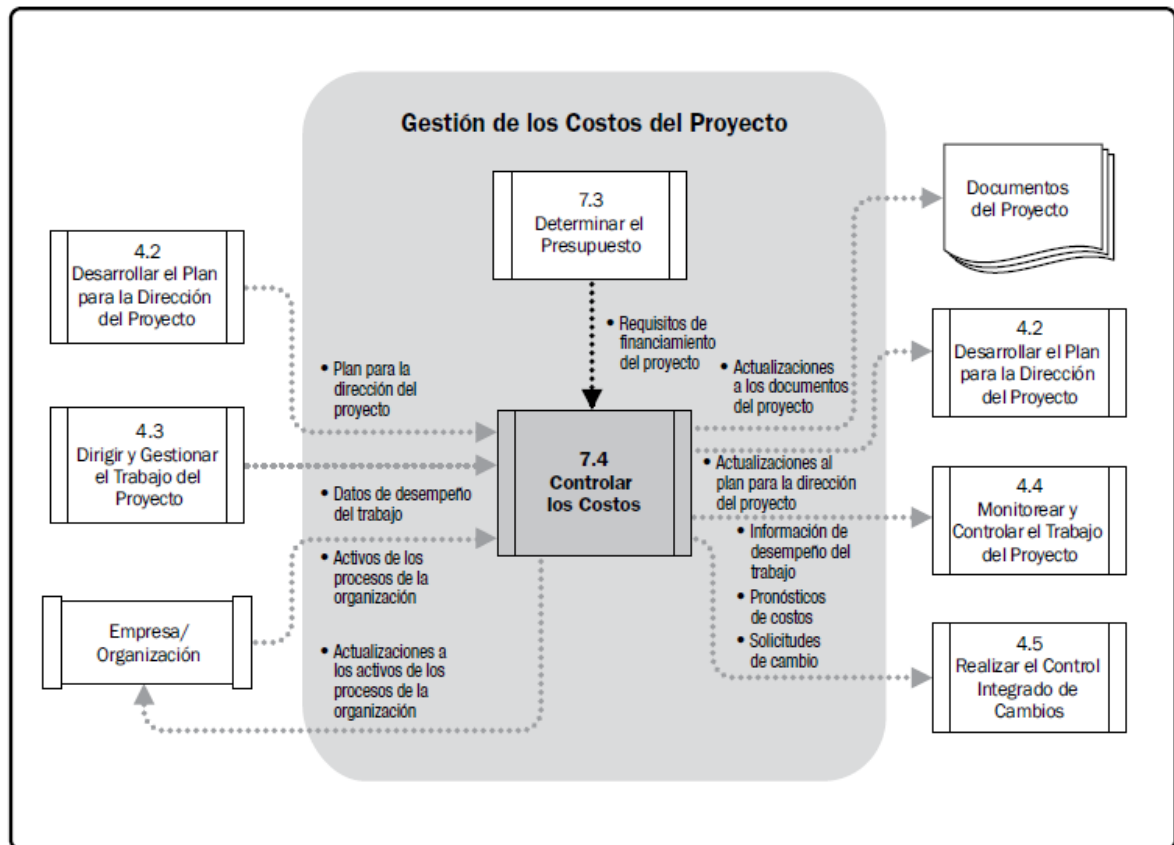 Gestión de los Costos del Proyecto
7.3
Determinar el
Presupuesto
Documentos
del Proyecto
4.2
Desarrollar el Plan
para la Dirección
del Proyecto
• Requisitos de
financiamiento
del proyecto
4.2
Desarrollar el Plan
para la Dirección
del Proyecto
• Plan para la
dirección del
proyecto
• Actualizaciones
a los documentos
del proyecto
4.3
Dirigir y Gestionar
el Trabajo del
Proyecto
7.4
Controlar
los Costos
• Actualizaciones al
plan para la dirección
del proyecto
4.4
Monitorear y
Controlar el Trabajo
del Proyecto
• Datos de desempeño
del trabajo
• Información de
desempeño del
trabajo
• Activos de los
procesos de la
organización
• Pronósticos
de costos
Empresa/
Organización
• Solicitudes
de cambio
4.5
Realizar el Control
Integrado de
Cambios
• Actualizaciones a
los activos de los
procesos de la
organización